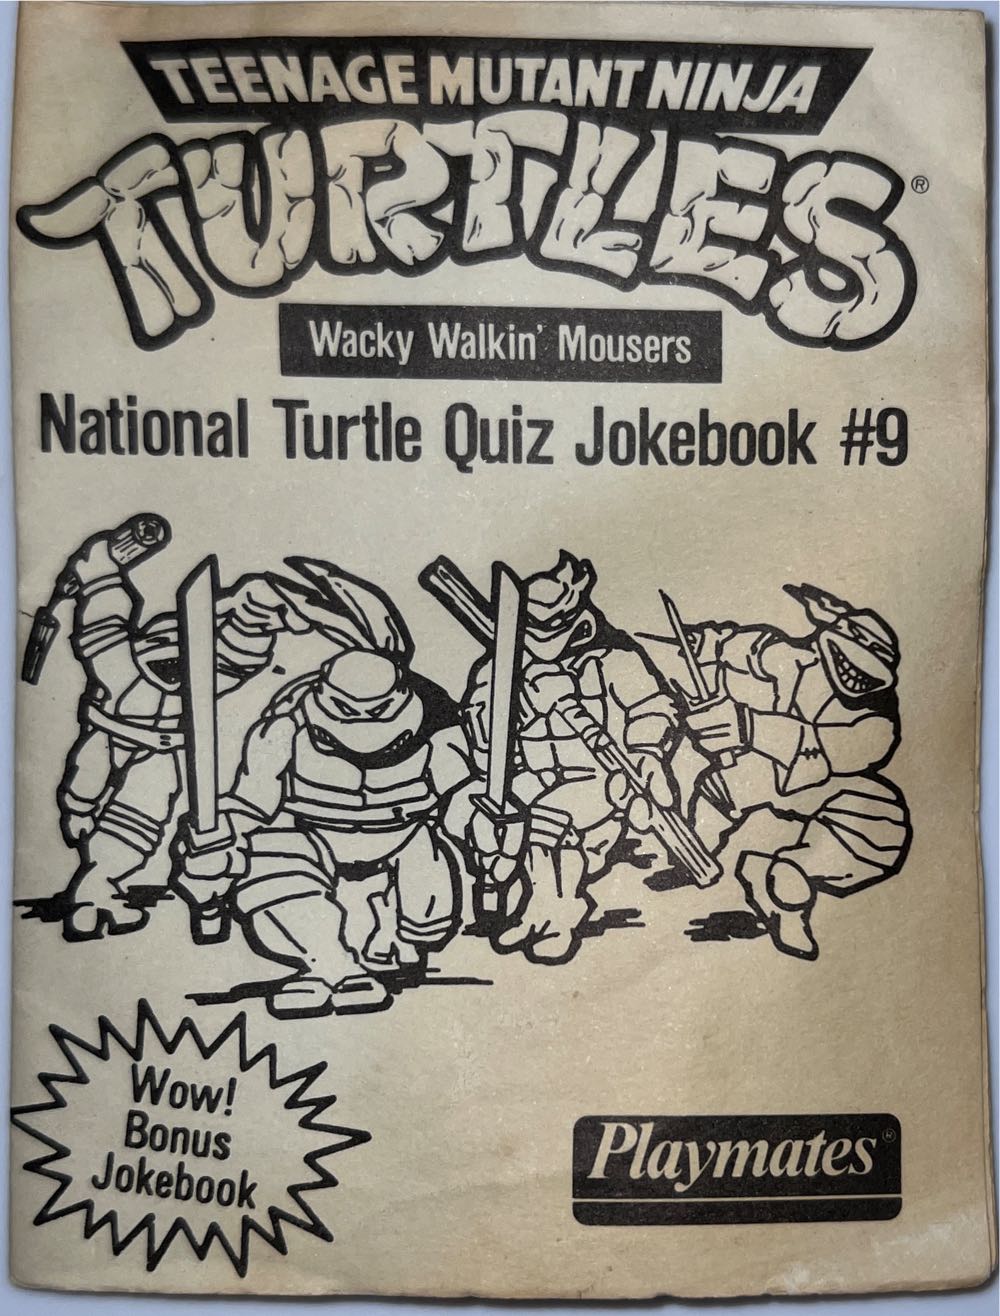 TEENAGE MUTANT NINJA
TURTLES®
Wacky Walkin' Mousers
National Turtle Quiz Jokebook #9
Wow!
Bonus
Jokebook
Playmates®